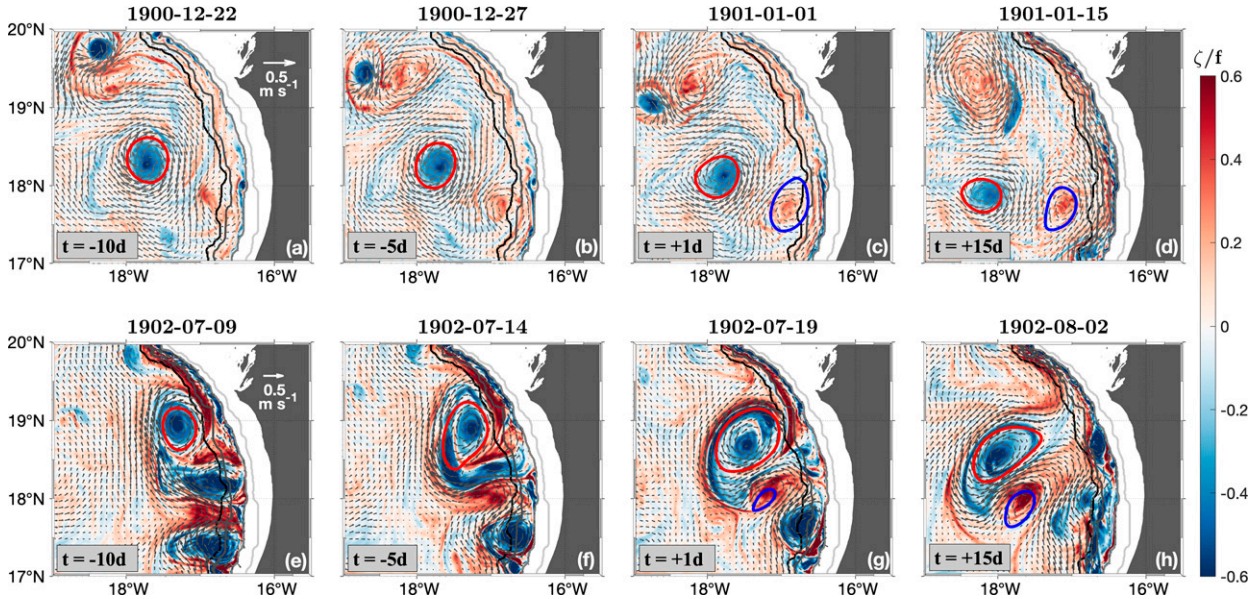 1900-12-22 1900-12-27 1901-01-01 1901-01-15
ζ/f
20°N
19°N
18°N
17°N
0.5
m s⁻¹
t = -10d (a)
t = -5d (b)
t = +1d (c)
t = +15d (d)
18°W 16°W 18°W 16°W 18°W 16°W 18°W 16°W
0.6
0.4
0.2
0
-0.2
-0.4
-0.6
1902-07-09 1902-07-14 1902-07-19 1902-08-02
20°N
19°N
18°N
17°N
0.5
m s⁻¹
t = -10d (e)
t = -5d (f)
t = +1d (g)
t = +15d (h)
18°W 16°W 18°W 16°W 18°W 16°W 18°W 16°W